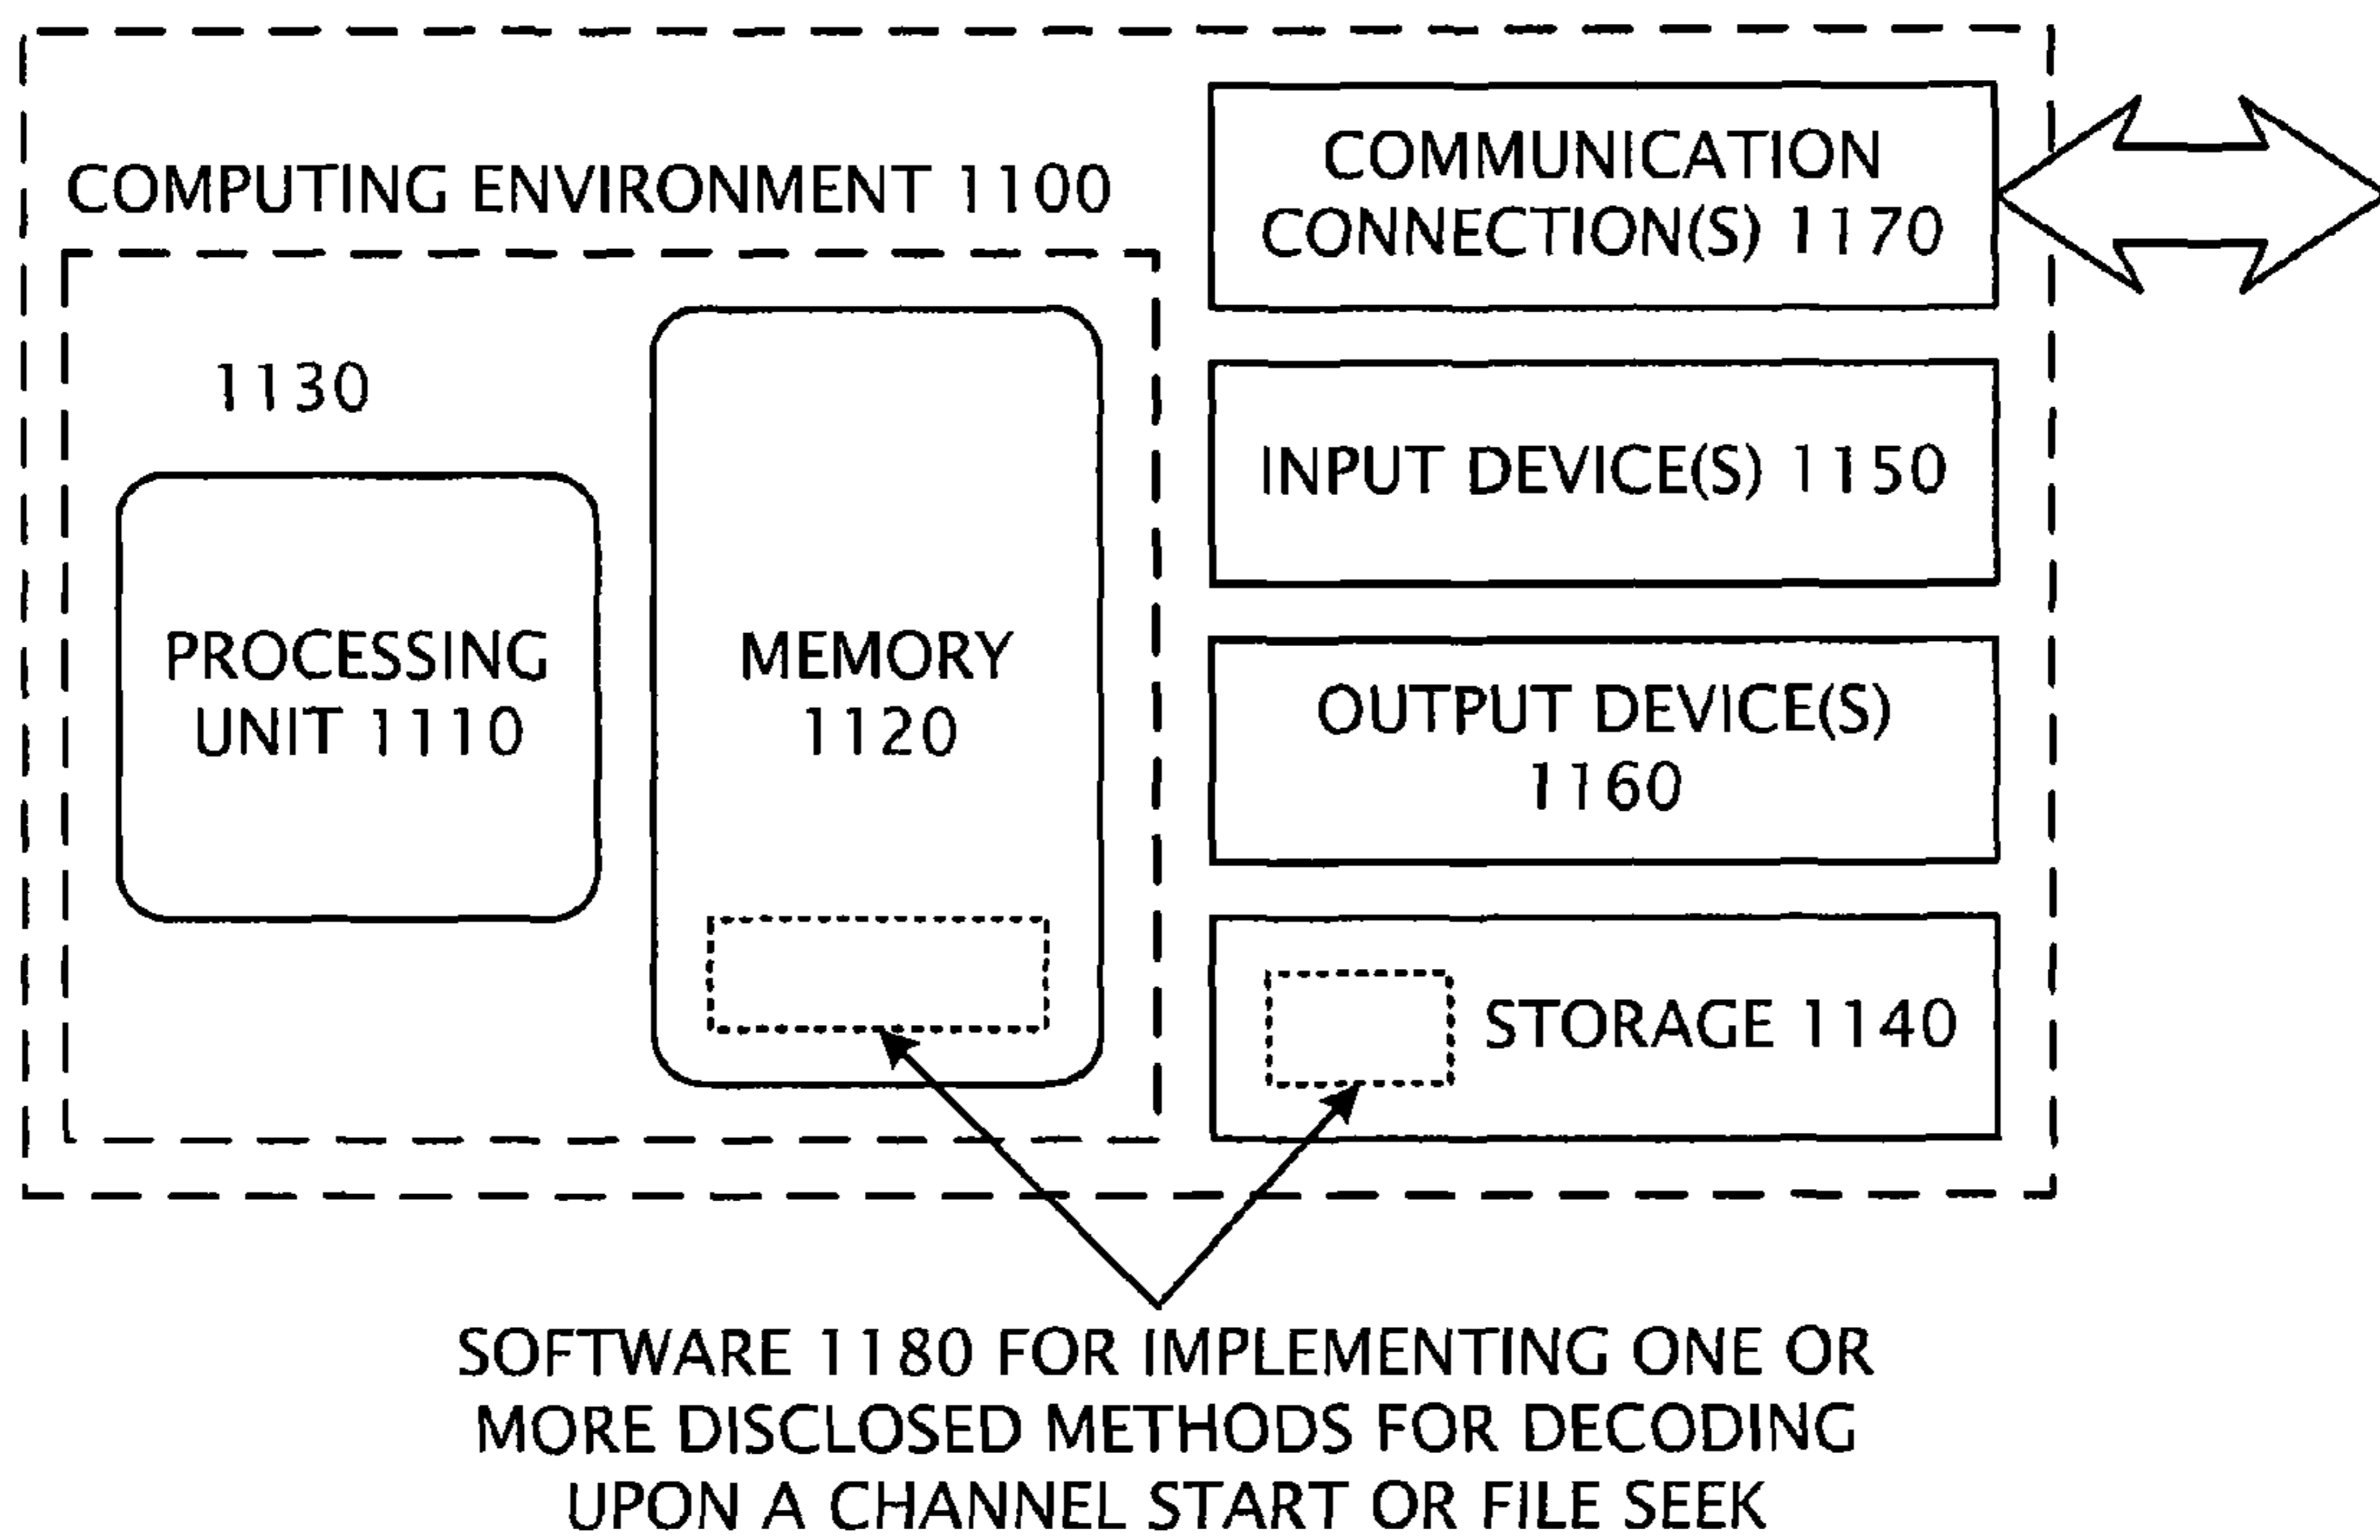 COMPUTING ENVIRONMENT 1100
1130
PROCESSING
UNIT 1110
MEMORY
1120
COMMUNICATION
CONNECTION(S) 1170
INPUT DEVICE(S) 1150
OUTPUT DEVICE(S)
1160
STORAGE 1140
SOFTWARE 1180 FOR IMPLEMENTING ONE OR
MORE DISCLOSED METHODS FOR DECODING
UPON A CHANNEL START OR FILE SEEK